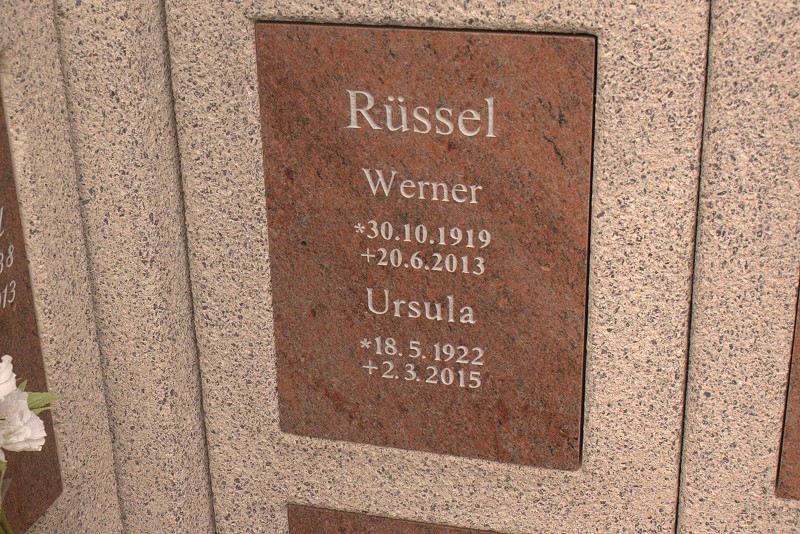 Rüssel
Werner
*30.10.1919
+20.6.2013
Ursula
*18.5.1922
+2.3.2015